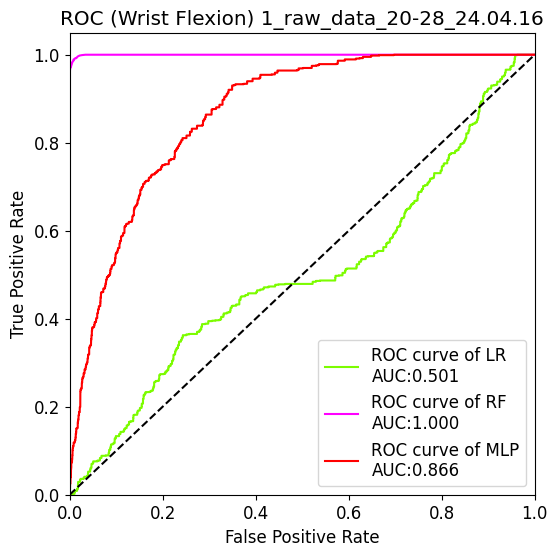 ROC (Wrist Flexion) 1_raw_data_20-28_24.04.16
True Positive Rate
1.0
0.8
0.6
0.4
0.2
0.0
ROC curve of LR
AUC:0.501
ROC curve of RF
AUC:1.000
ROC curve of MLP
AUC:0.866
0.0 0.2 0.4 0.6 0.8 1.0
False Positive Rate